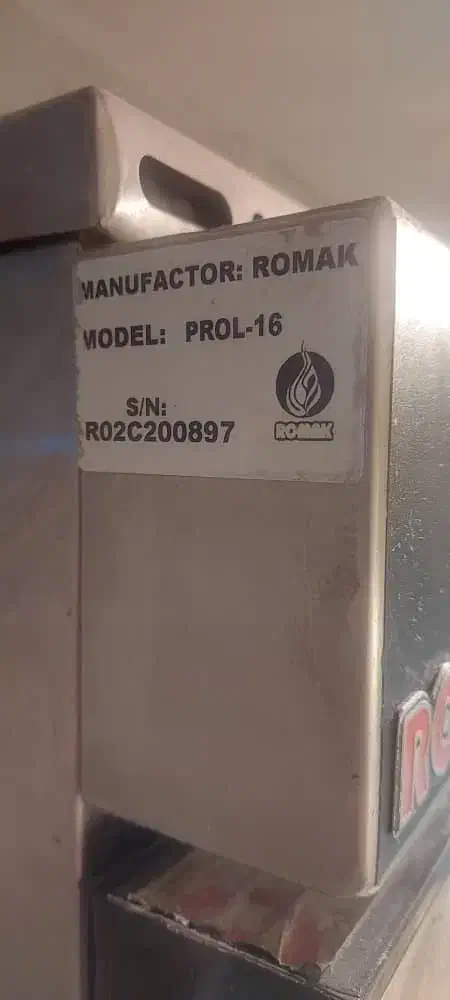 MANUFACTOR: ROMAK
MODEL: PROL-16
S/N:
R02C200897
ROMAK